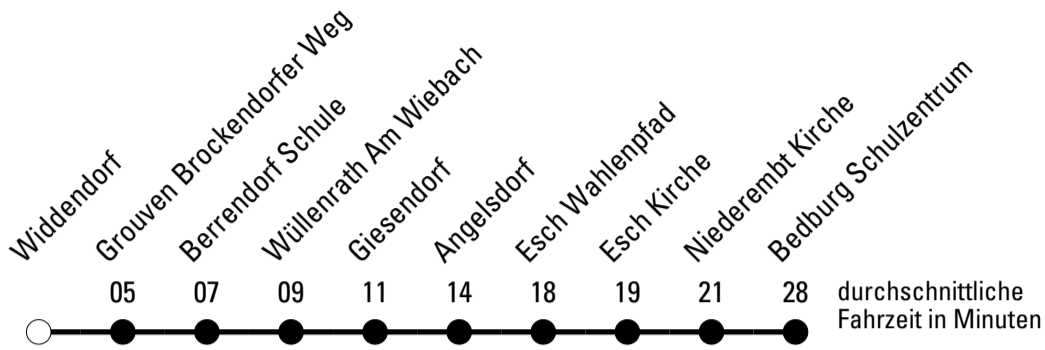 Widdendorf
Grouven Brockendorfer Weg
Berrendorf Schule
Wüllenrath Am Wiebach
Giesendorf
Angelsdorf
Esch Wahlenpfad
Esch Kirche
Niederembt Kirche
Bedburg Schulzentrum
05 07 09 11 14 18 19 21 28
durchschnittliche
Fahrzeit in Minuten